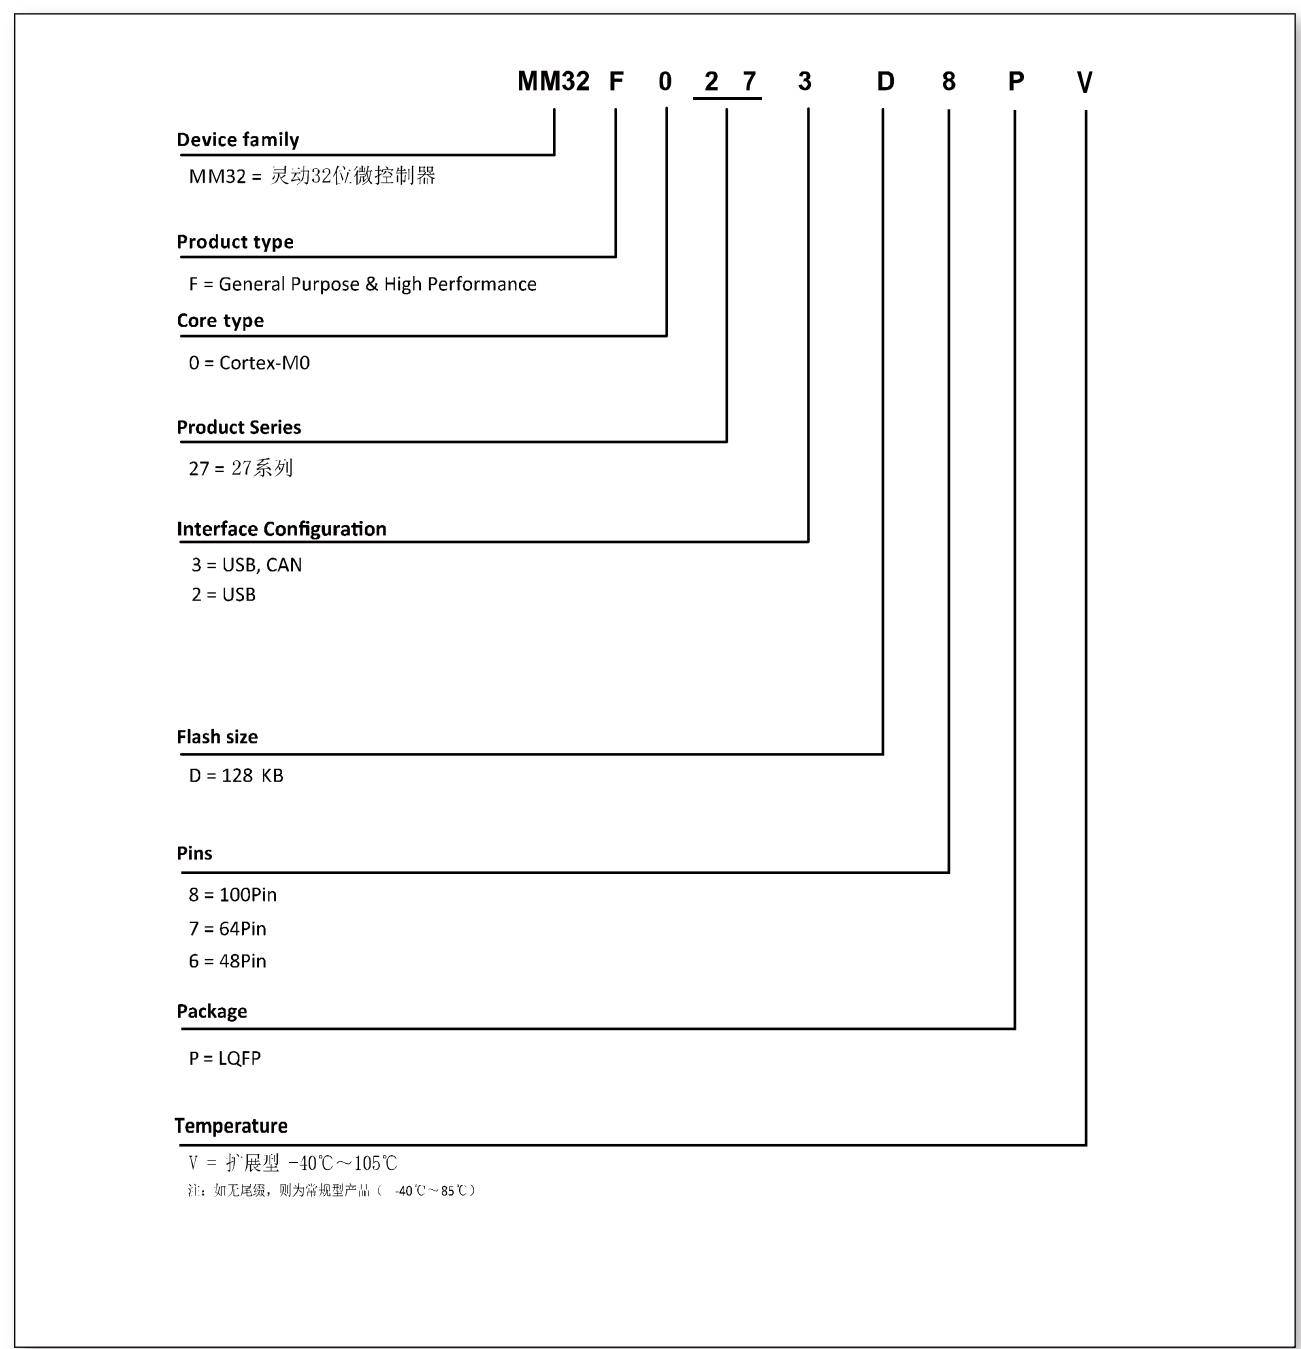 MM32 F 0 2 7 3 D 8 P V
Device family
MM32 = 灵动32位微控制器
Product type
F = General Purpose & High Performance
Core type
0 = Cortex-M0
Product Series
27 = 27系列
Interface Configuration
3 = USB, CAN
2 = USB
Flash size
D = 128 KB
Pins
8 = 100Pin
7 = 64Pin
6 = 48Pin
Package
P = LQFP
Temperature
V = 扩展型 -40℃~105℃
注：如无尾缀，则为常规型产品（ -40℃~85℃）